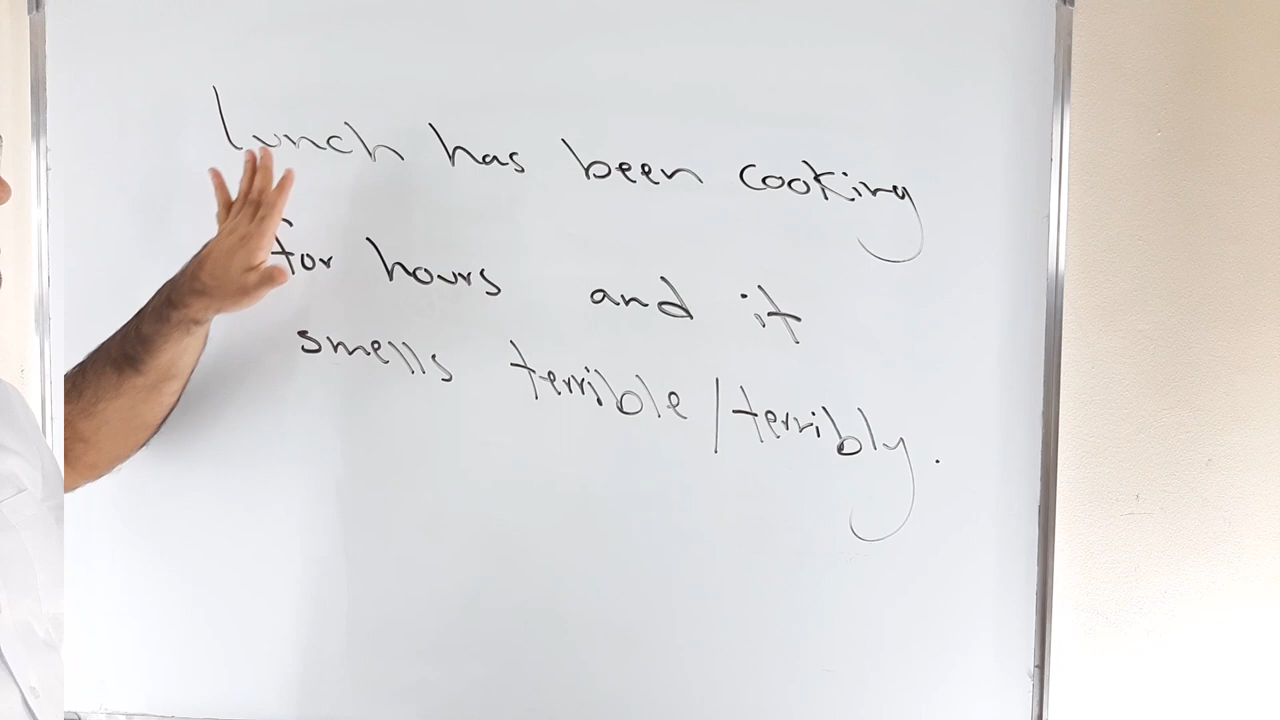 Lunch has been cooking
for hours and it
smells terrible/terribly.